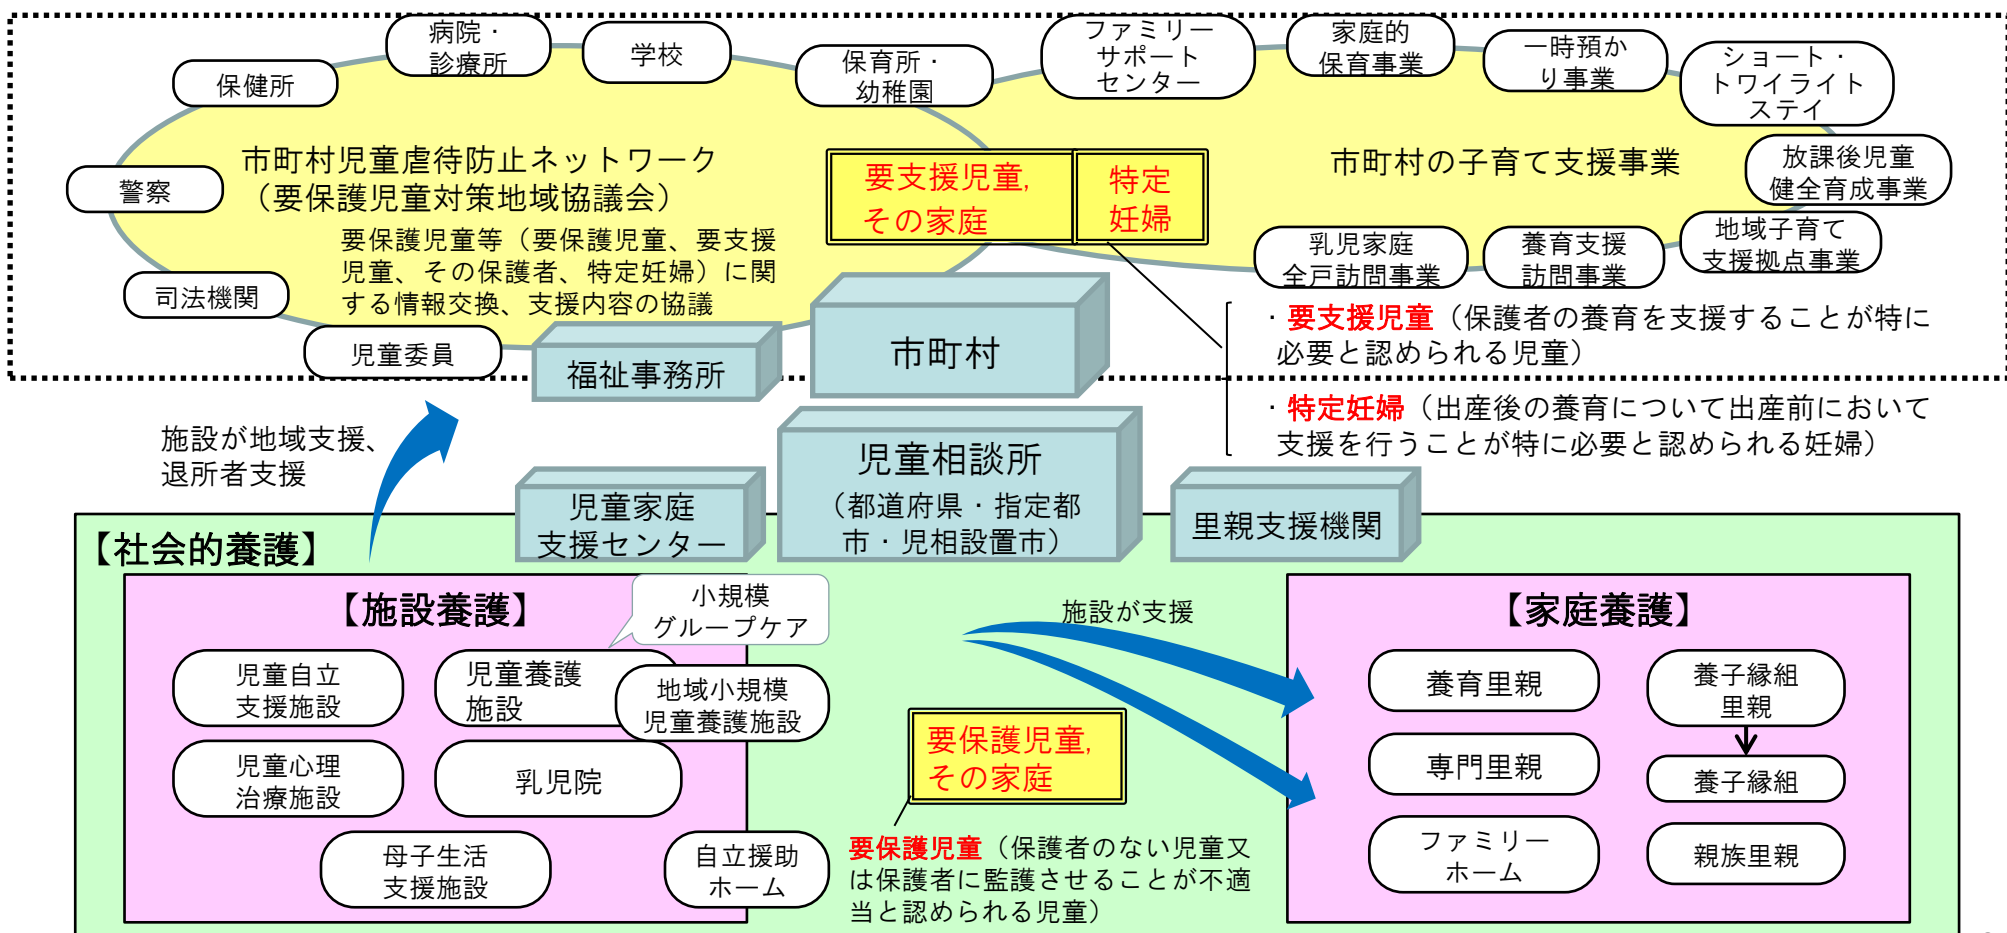 病院・
診療所
学校
保健所
保育所・
幼稚園
ファミリー
サポート
センター
家庭的
保育事業
一時預か
り事業
ショート・
トワイライト
ステイ
警察
市町村児童虐待防止ネットワーク
（要保護児童対策地域協議会）
要保護児童等（要保護児童、要支援
児童、その保護者、特定妊婦）に関
する情報交換、支援内容の協議
要支援児童,
その家庭
特定
妊婦
市町村の子育て支援事業
放課後児童
健全育成事業
乳児家庭
全戸訪問事業
養育支援
訪問事業
地域子育て
支援拠点事業
司法機関
児童委員
福祉事務所
市町村
・要支援児童（保護者の養育を支援することが特に
必要と認められる児童）
・特定妊婦（出産後の養育について出産前において
支援を行うことが特に必要と認められる妊婦）
施設が地域支援、
退所者支援
児童相談所
（都道府県・指定都
市・児相設置市）
児童家庭
支援センター
里親支援機関
【社会的養護】
【施設養護】
小規模
グループケア
児童自立
支援施設
児童養護
施設
地域小規模
児童養護施設
児童心理
治療施設
乳児院
母子生活
支援施設
自立援助
ホーム
施設が支援
要保護児童,
その家庭
要保護児童（保護者のない児童又
は保護者に監護させることが不適
当と認められる児童）
【家庭養護】
養育里親
養子縁組
里親
専門里親
養子縁組
ファミリー
ホーム
親族里親